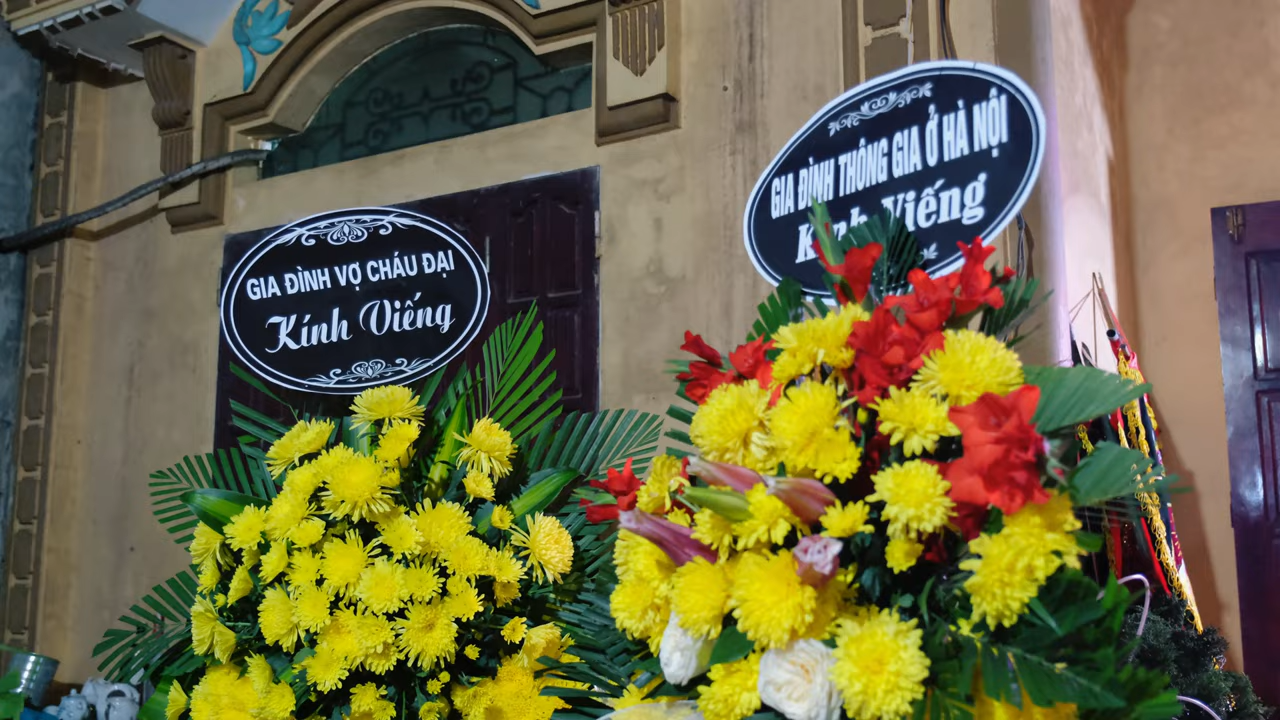 GIA ĐÌNH VỢ CHÁU ĐẠI
Kính Viếng
GIA ĐÌNH THÔNG GIA Ở HÀ NỘI
Kính Viếng